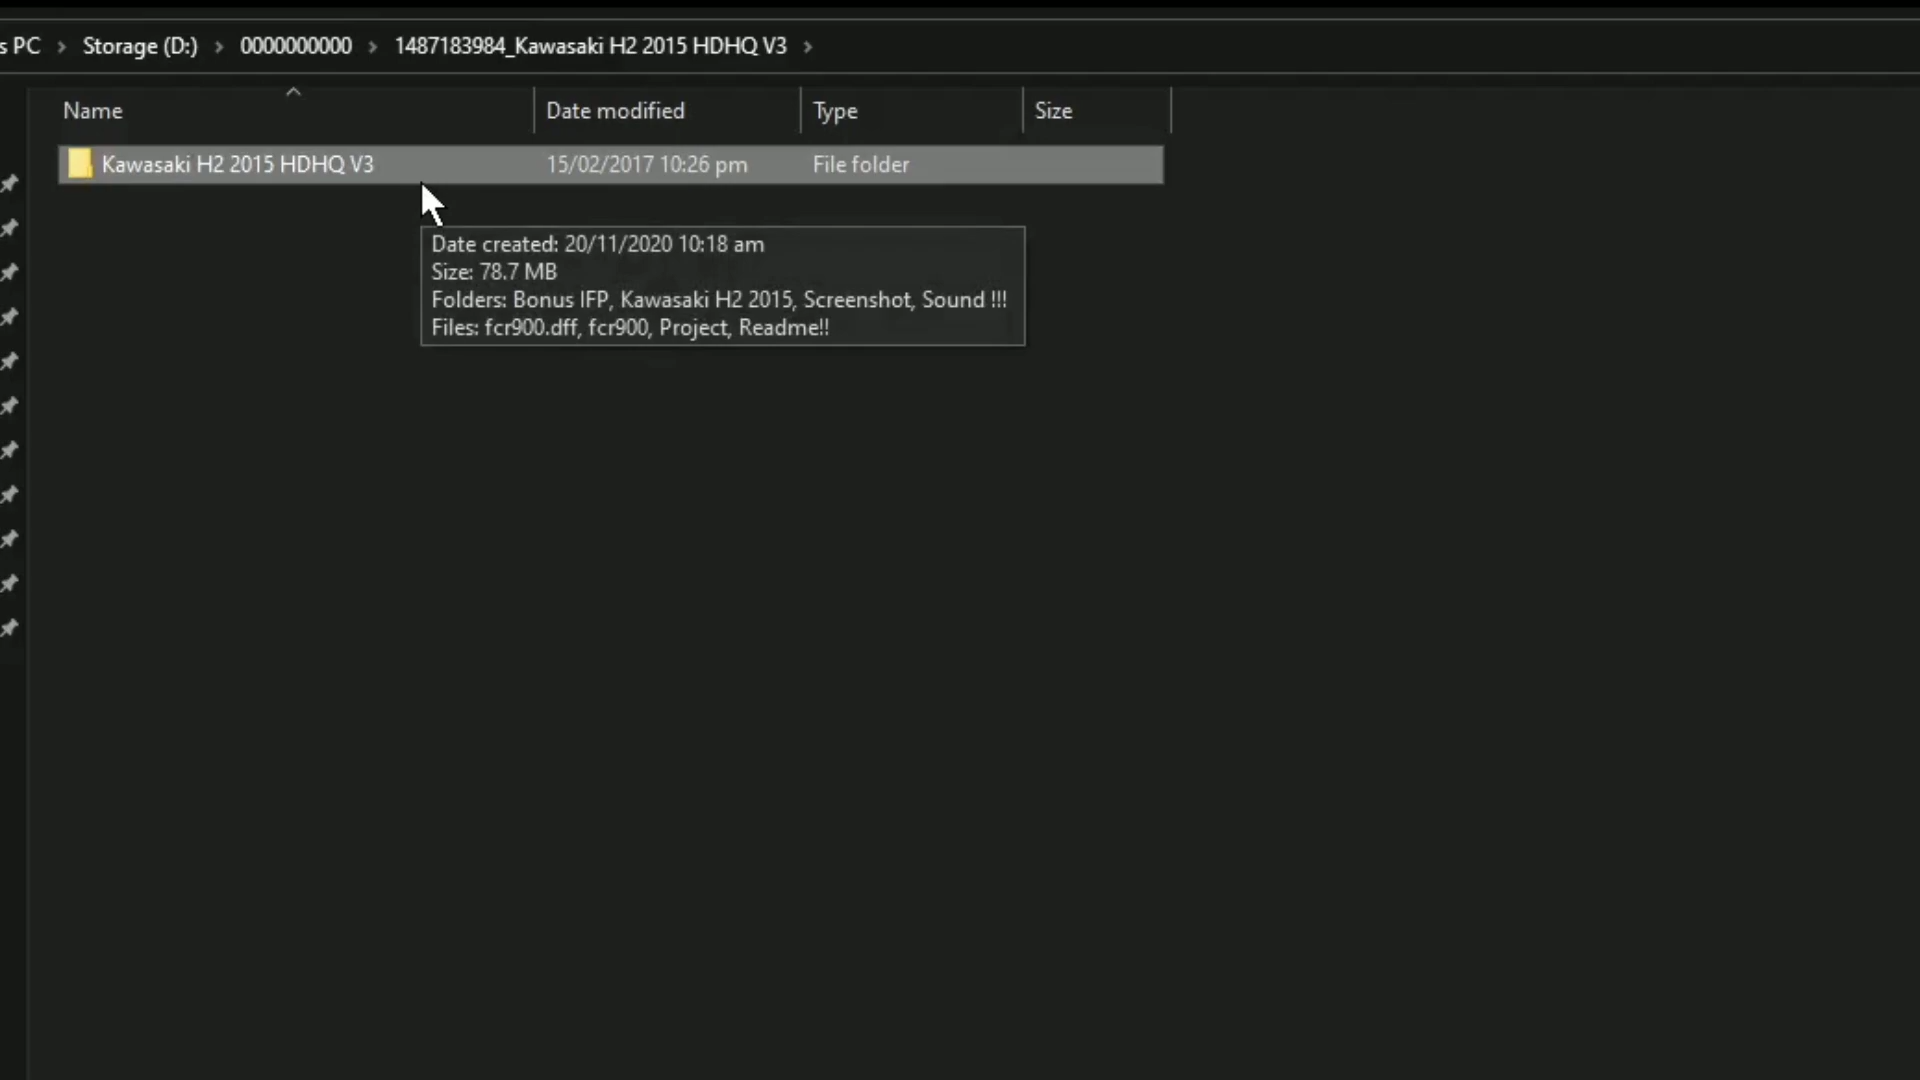 s PC > Storage (D:) > 0000000000 > 1487183984_Kawasaki H2 2015 HDHQ V3 >
Name Date modified Type Size
Kawasaki H2 2015 HDHQ V3 15/02/2017 10:26 pm File folder
Date created: 20/11/2020 10:18 am
Size: 78.7 MB
Folders: Bonus IFP, Kawasaki H2 2015, Screenshot, Sound !!!
Files: fcr900.dff, fcr900, Project, Readme!!